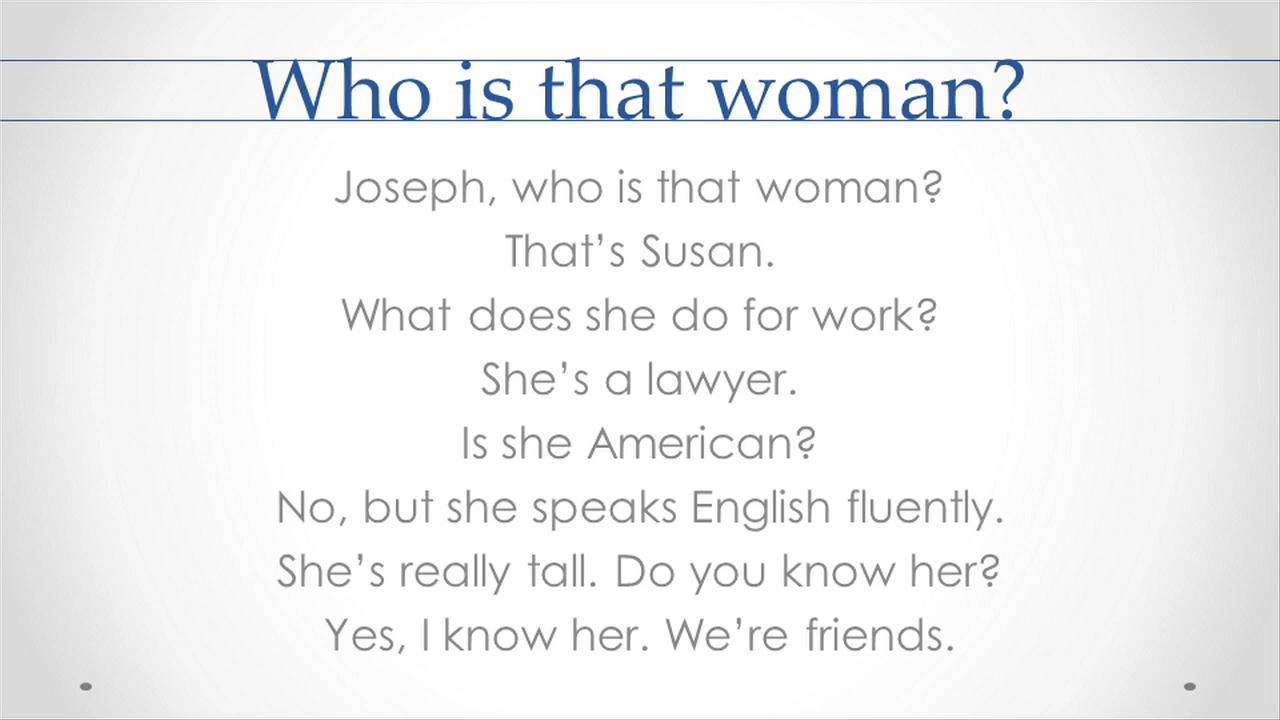 Who is that woman?
Joseph, who is that woman?
That’s Susan.
What does she do for work?
She’s a lawyer.
Is she American?
No, but she speaks English fluently.
She’s really tall. Do you know her?
Yes, I know her. We’re friends.